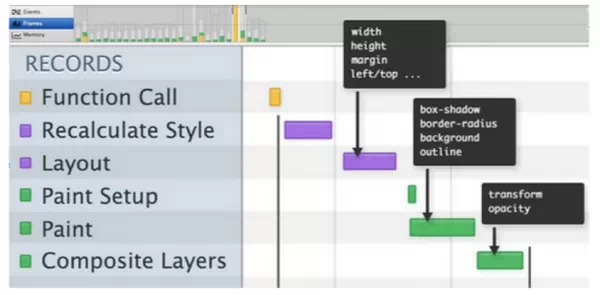 Events
Frames
Memory
RECORDS
Function Call
Recalculate Style
Layout
Paint Setup
Paint
Composite Layers
width
height
margin
left/top ...
box-shadow
border-radius
background
outline
transform
opacity